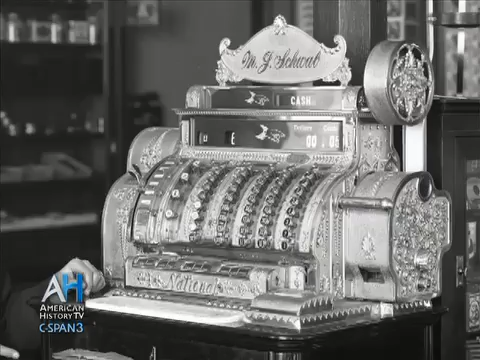 M. J. Schwab
CASH
E
Dollars Cents
00.05
National
AH
AMERICAN
HISTORY TV
C-SPAN3